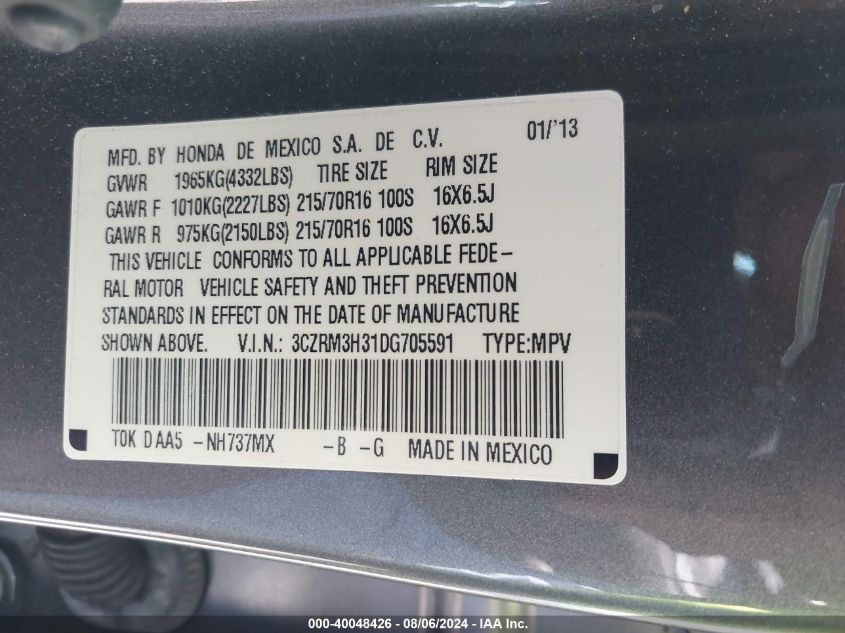 MFD. BY HONDA DE MEXICO S.A. DE C.V. 01/'13
GVWR 1965KG(4332LBS) TIRE SIZE RIM SIZE
GAWR F 1010KG(2227LBS) 215/70R16 100S 16X6.5J
GAWR R 975KG(2150LBS) 215/70R16 100S 16X6.5J
THIS VEHICLE CONFORMS TO ALL APPLICABLE FEDE-
RAL MOTOR VEHICLE SAFETY AND THEFT PREVENTION
STANDARDS IN EFFECT ON THE DATE OF MANUFACTURE
SHOWN ABOVE. V.I.N.: 3CZRM3H31DG705591 TYPE:MPV
T0K D AA5 -NH737MX -B -G MADE IN MEXICO
000-40048426 - 08/06/2024 - IAA Inc.